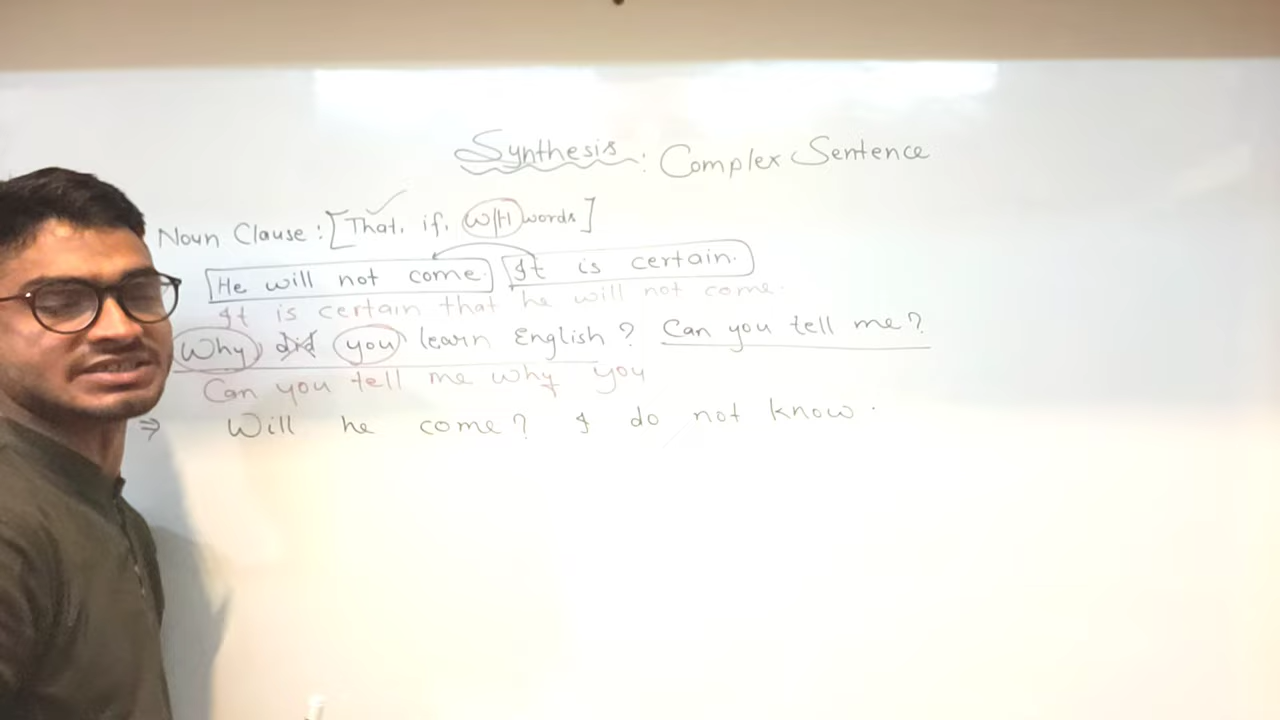 Synthesis : Complex Sentence
Noun Clause : [That, if, W/H words]
He will not come. It is certain.
It is certain that he will not come.
Why did you learn English ? Can you tell me ?
Can you tell me why you
⇒ Will he come? I do not know.